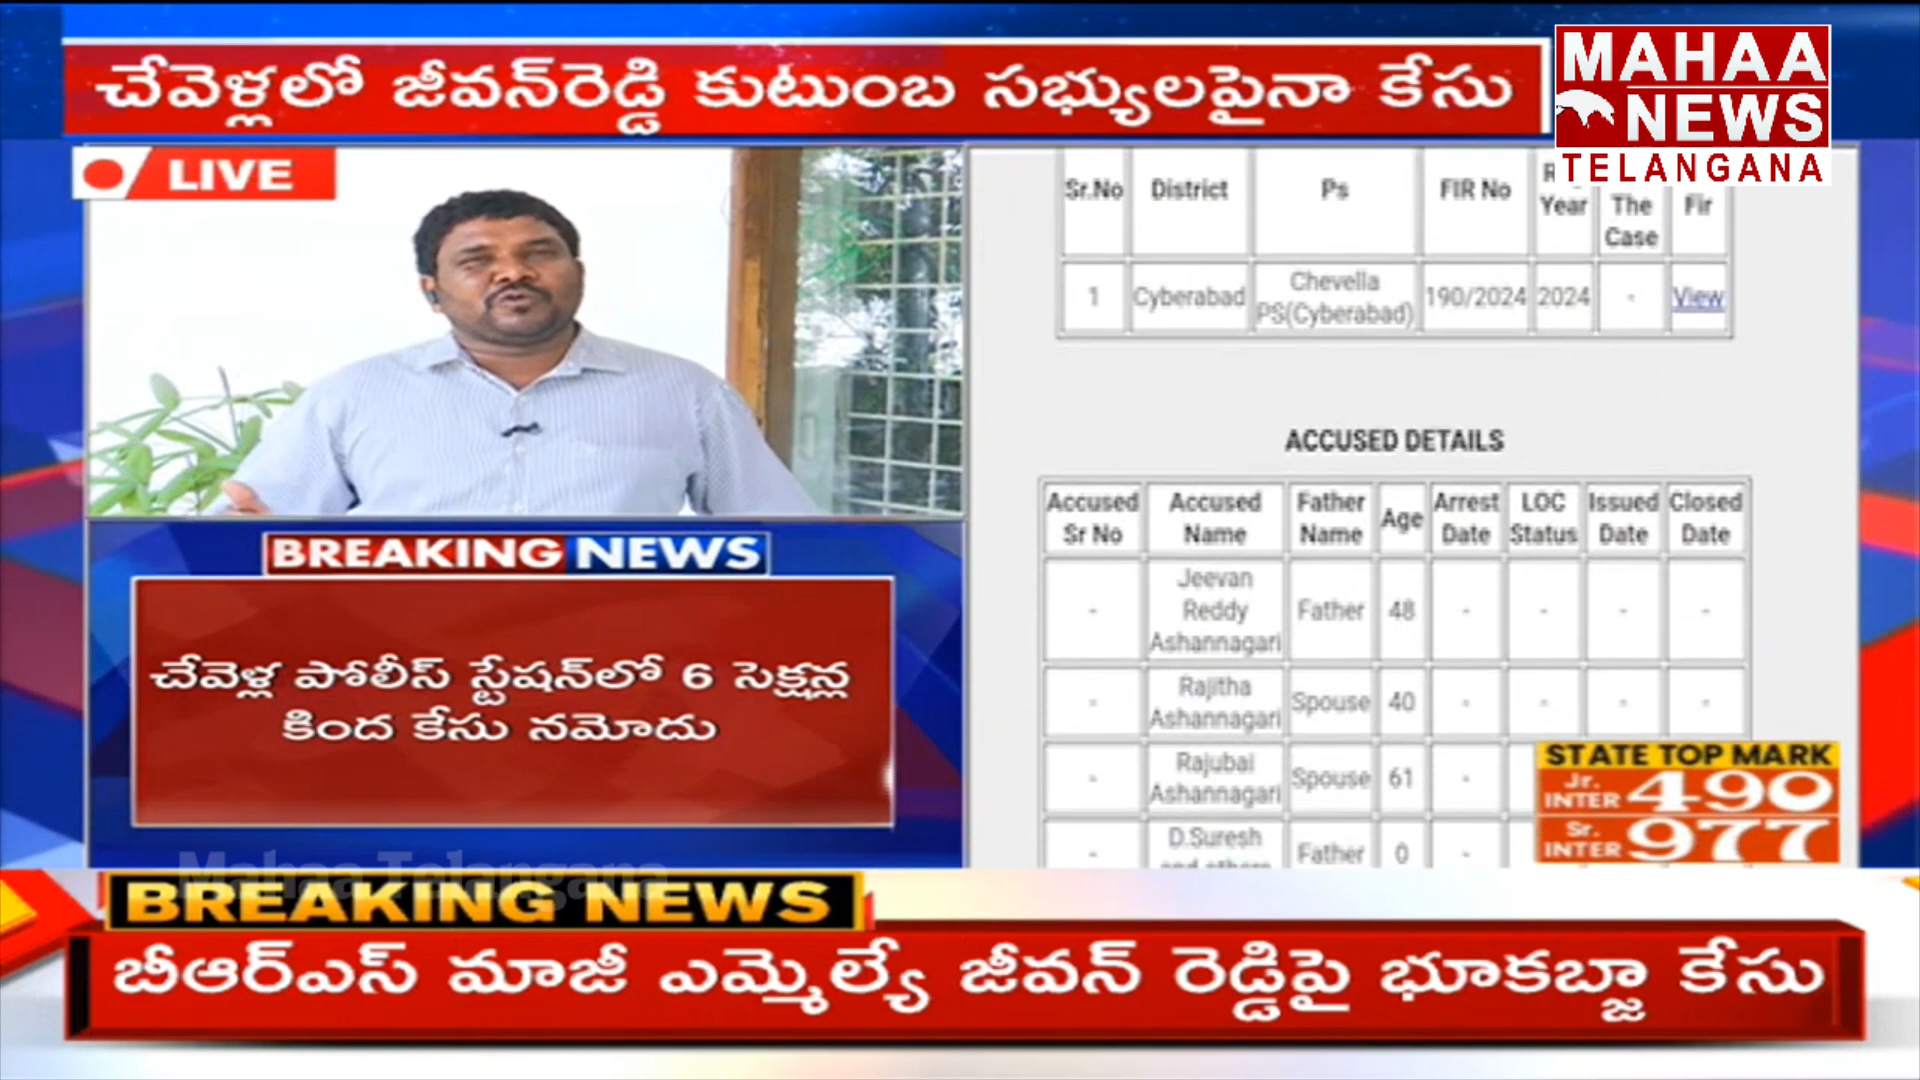 చేవెళ్లలో జీవన్‌రెడ్డి కుటుంబ సభ్యులపైనా కేసు
MAHAA
NEWS
TELANGANA
LIVE
Sr.No District Ps FIR No Year The Case Fir
1 Cyberabad Chevella PS(Cyberabad) 190/2024 2024 - View
ACCUSED DETAILS
Accused Sr No Accused Name Father Name Age Arrest Date LOC Status Issued Date Closed Date
- Jeevan Reddy Ashannagari Father 48 - - - -
- Rajitha Ashannagari Spouse 40 - - - -
- Rajubai Ashannagari Spouse 61 -
- D.Suresh and others Father 0 -
BREAKING NEWS
చేవెళ్ల పోలీస్ స్టేషన్‌లో 6 సెక్షన్ల
కింద కేసు నమోదు
STATE TOP MARK
Jr. INTER 490
Sr. INTER 977
Mahaa Telangana
BREAKING NEWS
బీఆర్ఎస్ మాజీ ఎమ్మెల్యే జీవన్ రెడ్డిపై భూకబ్జా కేసు